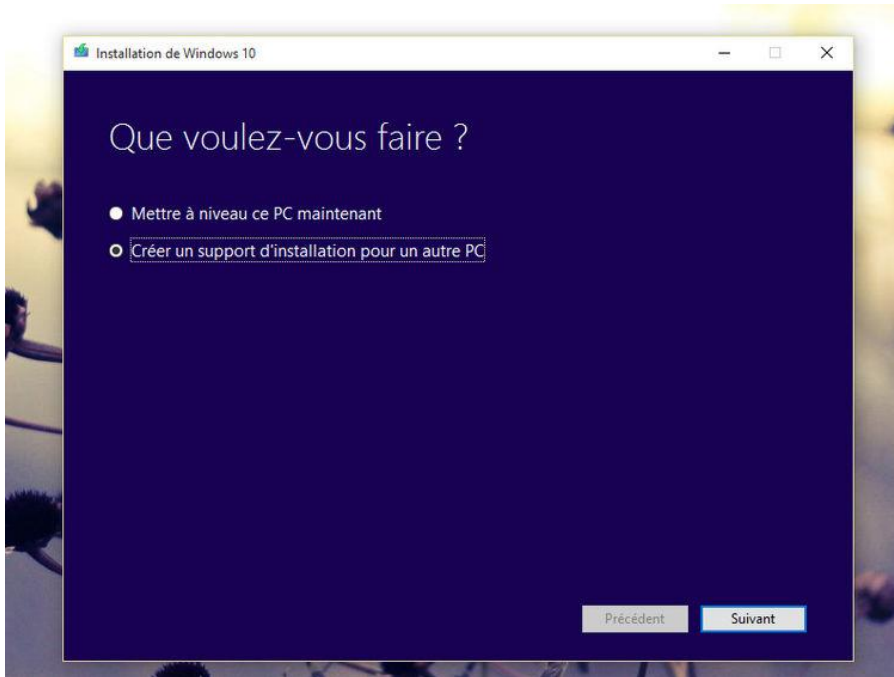 Installation de Windows 10
Que voulez-vous faire ?
Mettre à niveau ce PC maintenant
Créer un support d'installation pour un autre PC
Précédent
Suivant